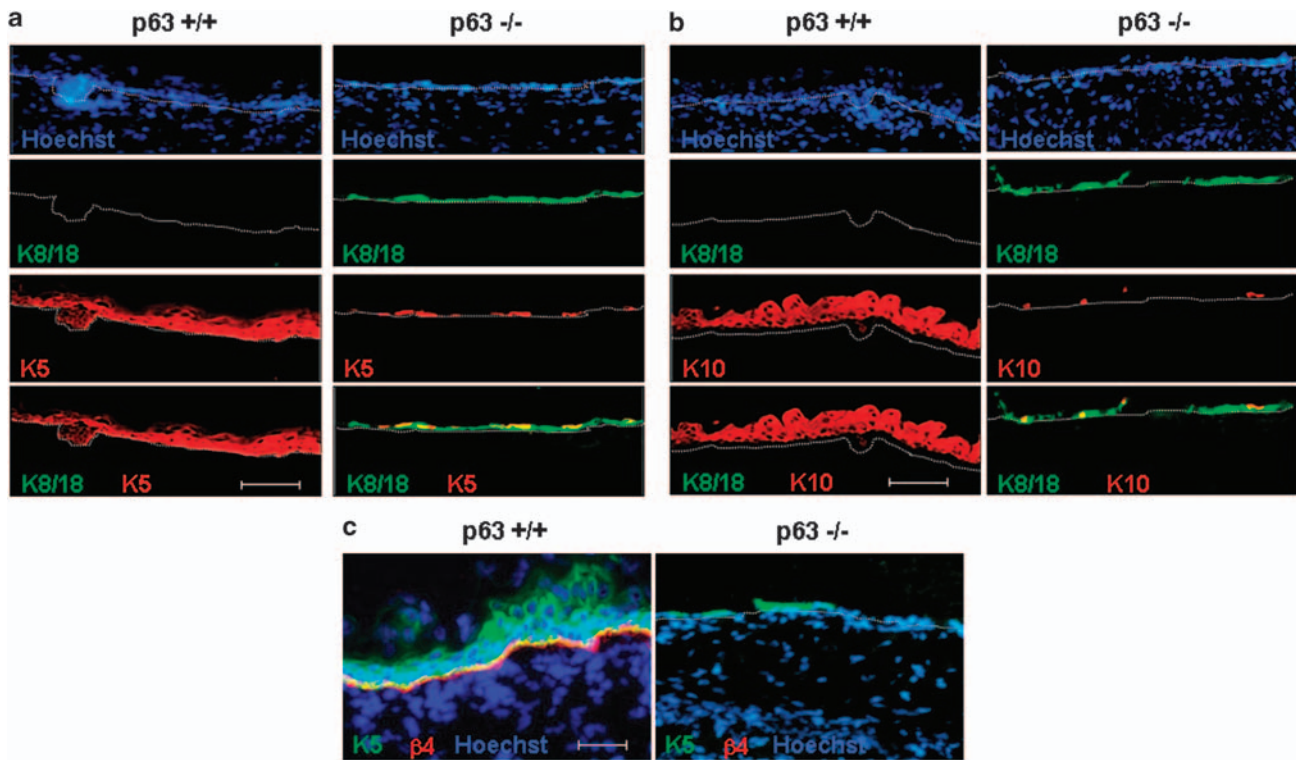 a
p63 +/+
p63 -/-
Hoechst
Hoechst
K8/18
K8/18
K5
K5
K8/18 K5
K8/18 K5
b
p63 +/+
p63 -/-
Hoechst
Hoechst
K8/18
K8/18
K10
K10
K8/18 K10
K8/18 K10
c
p63 +/+
p63 -/-
K5 β4 Hoechst
K5 β4 Hoechst